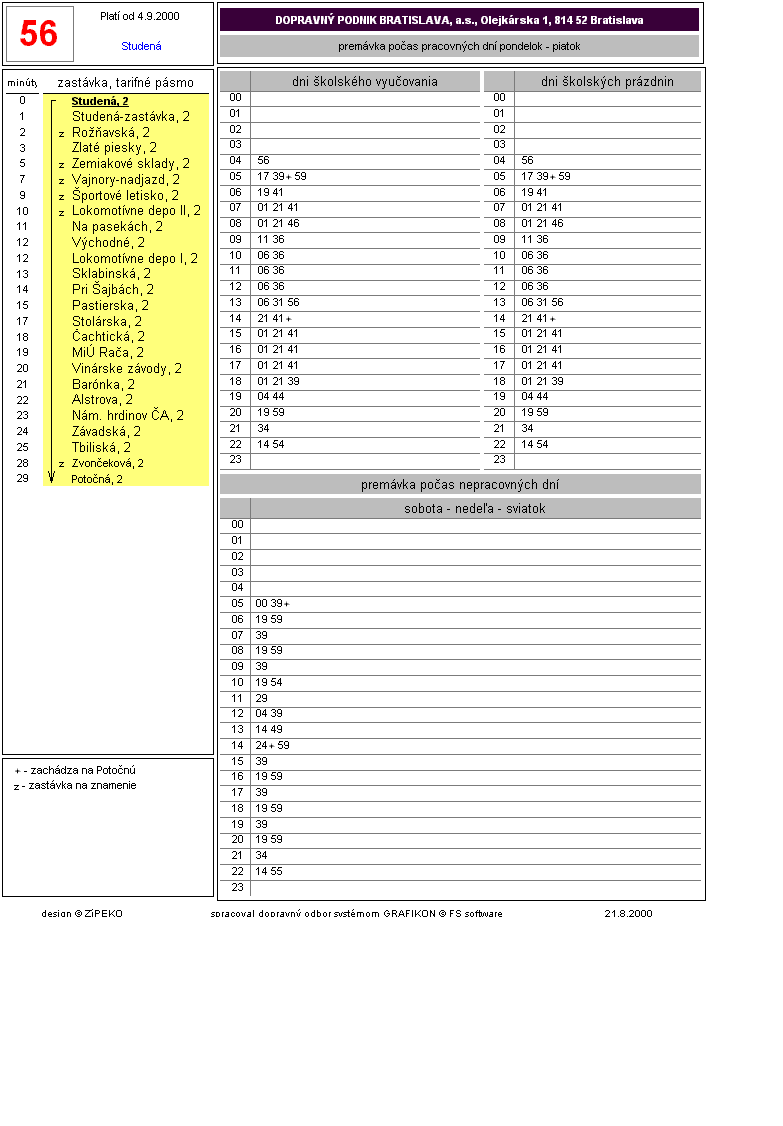 56
Platí od 4.9.2000
Studená
DOPRAVNÝ PODNIK BRATISLAVA, a.s., Olejkárska 1, 814 52 Bratislava
premávka počas pracovných dní pondelok - piatok
minúty zastávka, tarifné pásmo
0 Studená, 2
1 Studená-zastávka, 2
2 z Rožňavská, 2
3 Zlaté piesky, 2
5 z Zemiakové sklady, 2
7 z Vajnory-nadjazd, 2
9 z Športové letisko, 2
10 z Lokomotívne depo II, 2
11 Na pasekách, 2
12 Východné, 2
12 Lokomotívne depo I, 2
13 Sklabinská, 2
14 Pri Šajbách, 2
15 Pastierska, 2
17 Stolárska, 2
18 Čachtická, 2
19 MiÚ Rača, 2
20 Vinárske závody, 2
21 Barónka, 2
22 Alstrova, 2
23 Nám. hrdinov ČA, 2
24 Závadská, 2
25 Tbiliská, 2
28 z Zvončeková, 2
29 Potočná, 2
+ - zachádza na Potočnú
z - zastávka na znamenie
dni školského vyučovania
00
01
02
03
04 56
05 17 39+ 59
06 19 41
07 01 21 41
08 01 21 46
09 11 36
10 06 36
11 06 36
12 06 36
13 06 31 56
14 21 41+
15 01 21 41
16 01 21 41
17 01 21 41
18 01 21 39
19 04 44
20 19 59
21 34
22 14 54
23
dni školských prázdnin
00
01
02
03
04 56
05 17 39+ 59
06 19 41
07 01 21 41
08 01 21 46
09 11 36
10 06 36
11 06 36
12 06 36
13 06 31 56
14 21 41+
15 01 21 41
16 01 21 41
17 01 21 41
18 01 21 39
19 04 44
20 19 59
21 34
22 14 54
23
premávka počas nepracovných dní
sobota - nedeľa - sviatok
00
01
02
03
04
05 00 39+
06 19 59
07 39
08 19 59
09 39
10 19 54
11 29
12 04 39
13 14 49
14 24+ 59
15 39
16 19 59
17 39
18 19 59
19 39
20 19 59
21 34
22 14 55
23
design © ZíPEKO spracoval dopravný odbor systémom GRAFIKON © FS software 21.8.2000